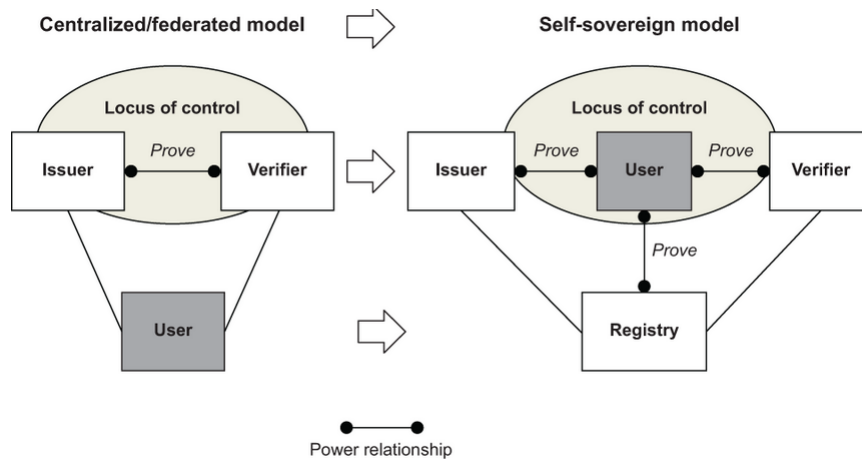 Centralized/federated model
Self-sovereign model
Locus of control
Locus of control
Issuer
Prove
Verifier
Issuer
Prove
User
Prove
Verifier
Prove
User
Registry
Power relationship